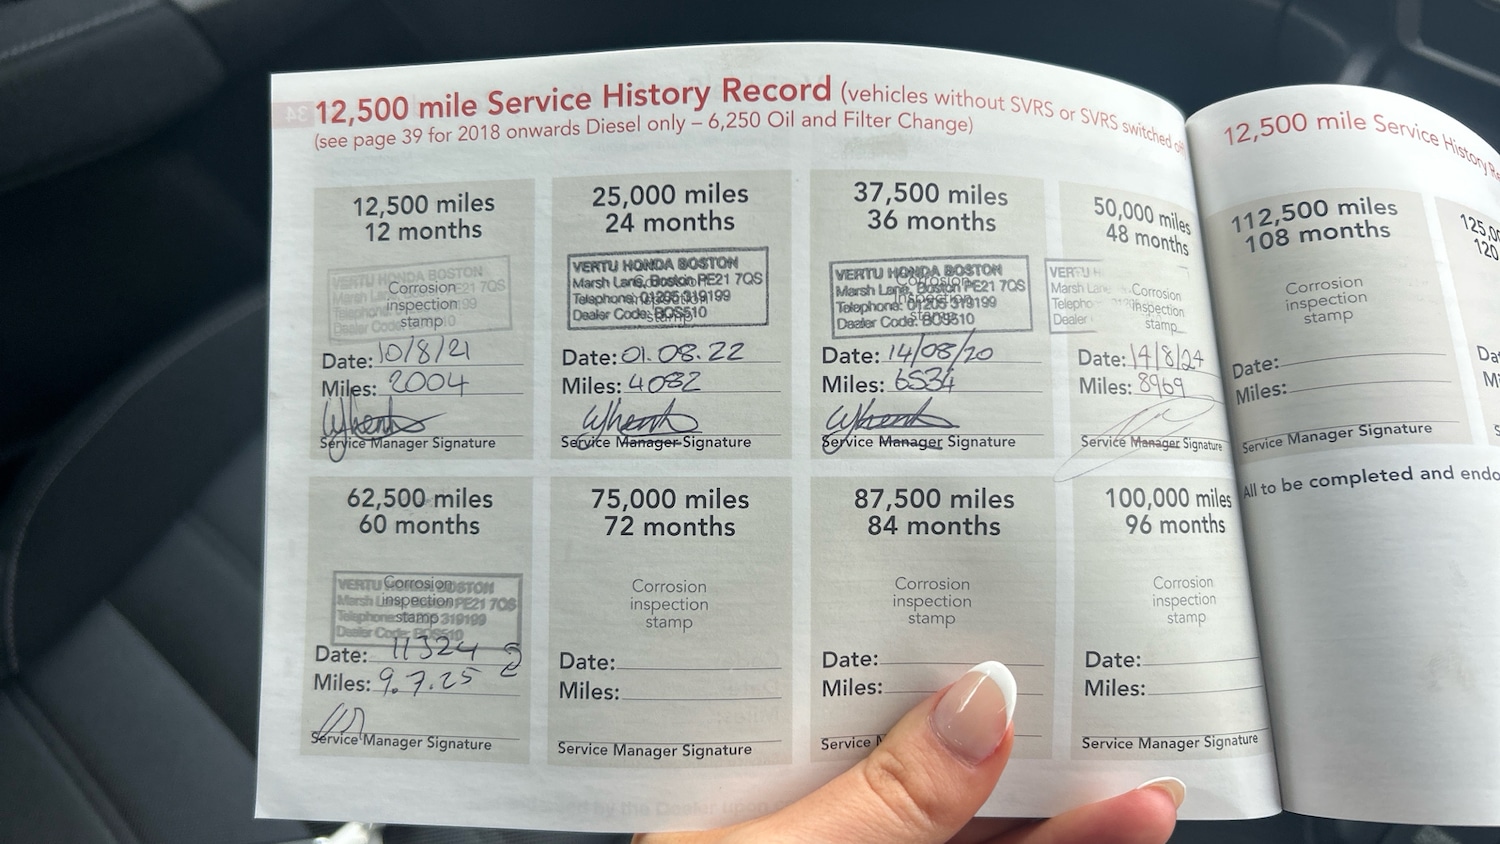 12,500 mile Service History Record (vehicles without SVRS or SVRS switched
(see page 39 for 2018 onwards Diesel only – 6,250 Oil and Filter Change)
12,500 miles
12 months
VERTU HONDA BOSTON
Corrosion
inspection
stamp
Date: 10/8/21
Miles: 2004
Service Manager Signature
25,000 miles
24 months
VERTU HONDA BOSTON
Marsh Lane, Boston PE21 7QS
Telephone: 01205 319199
Dealer Code: BOS510
Date: 01.08.22
Miles: 4082
Service Manager Signature
37,500 miles
36 months
VERTU HONDA BOSTON
Marsh Lane, Boston PE21 7QS
Telephone: 01205 319199
Dealer Code: BOS510
Date: 14/08/20
Miles: 6534
Service Manager Signature
50,000 miles
48 months
Marsh
Dealer
Corrosion
inspection
stamp
Date: 14/8/24
Miles: 8969
Service Manager Signature
62,500 miles
60 months
VERTU BOSTON
Corrosion
inspection
stamp
PE21 7QS
319199
Date: 11324
Miles: 9.7.25
Service Manager Signature
75,000 miles
72 months
Corrosion
inspection
stamp
Date:
Miles:
Service Manager Signature
87,500 miles
84 months
Corrosion
inspection
stamp
Date:
Miles:
Service
100,000 miles
96 months
Corrosion
inspection
stamp
Date:
Miles:
Service Manager Signature
12,500 mile Service History
112,500 miles
108 months
Corrosion
inspection
stamp
Date:
Miles:
Service Manager Signature
120
All to be completed and